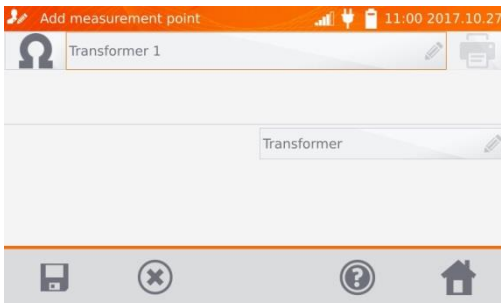 Add measurement point 11:00 2017.10.27
Ω Transformer 1
Transformer